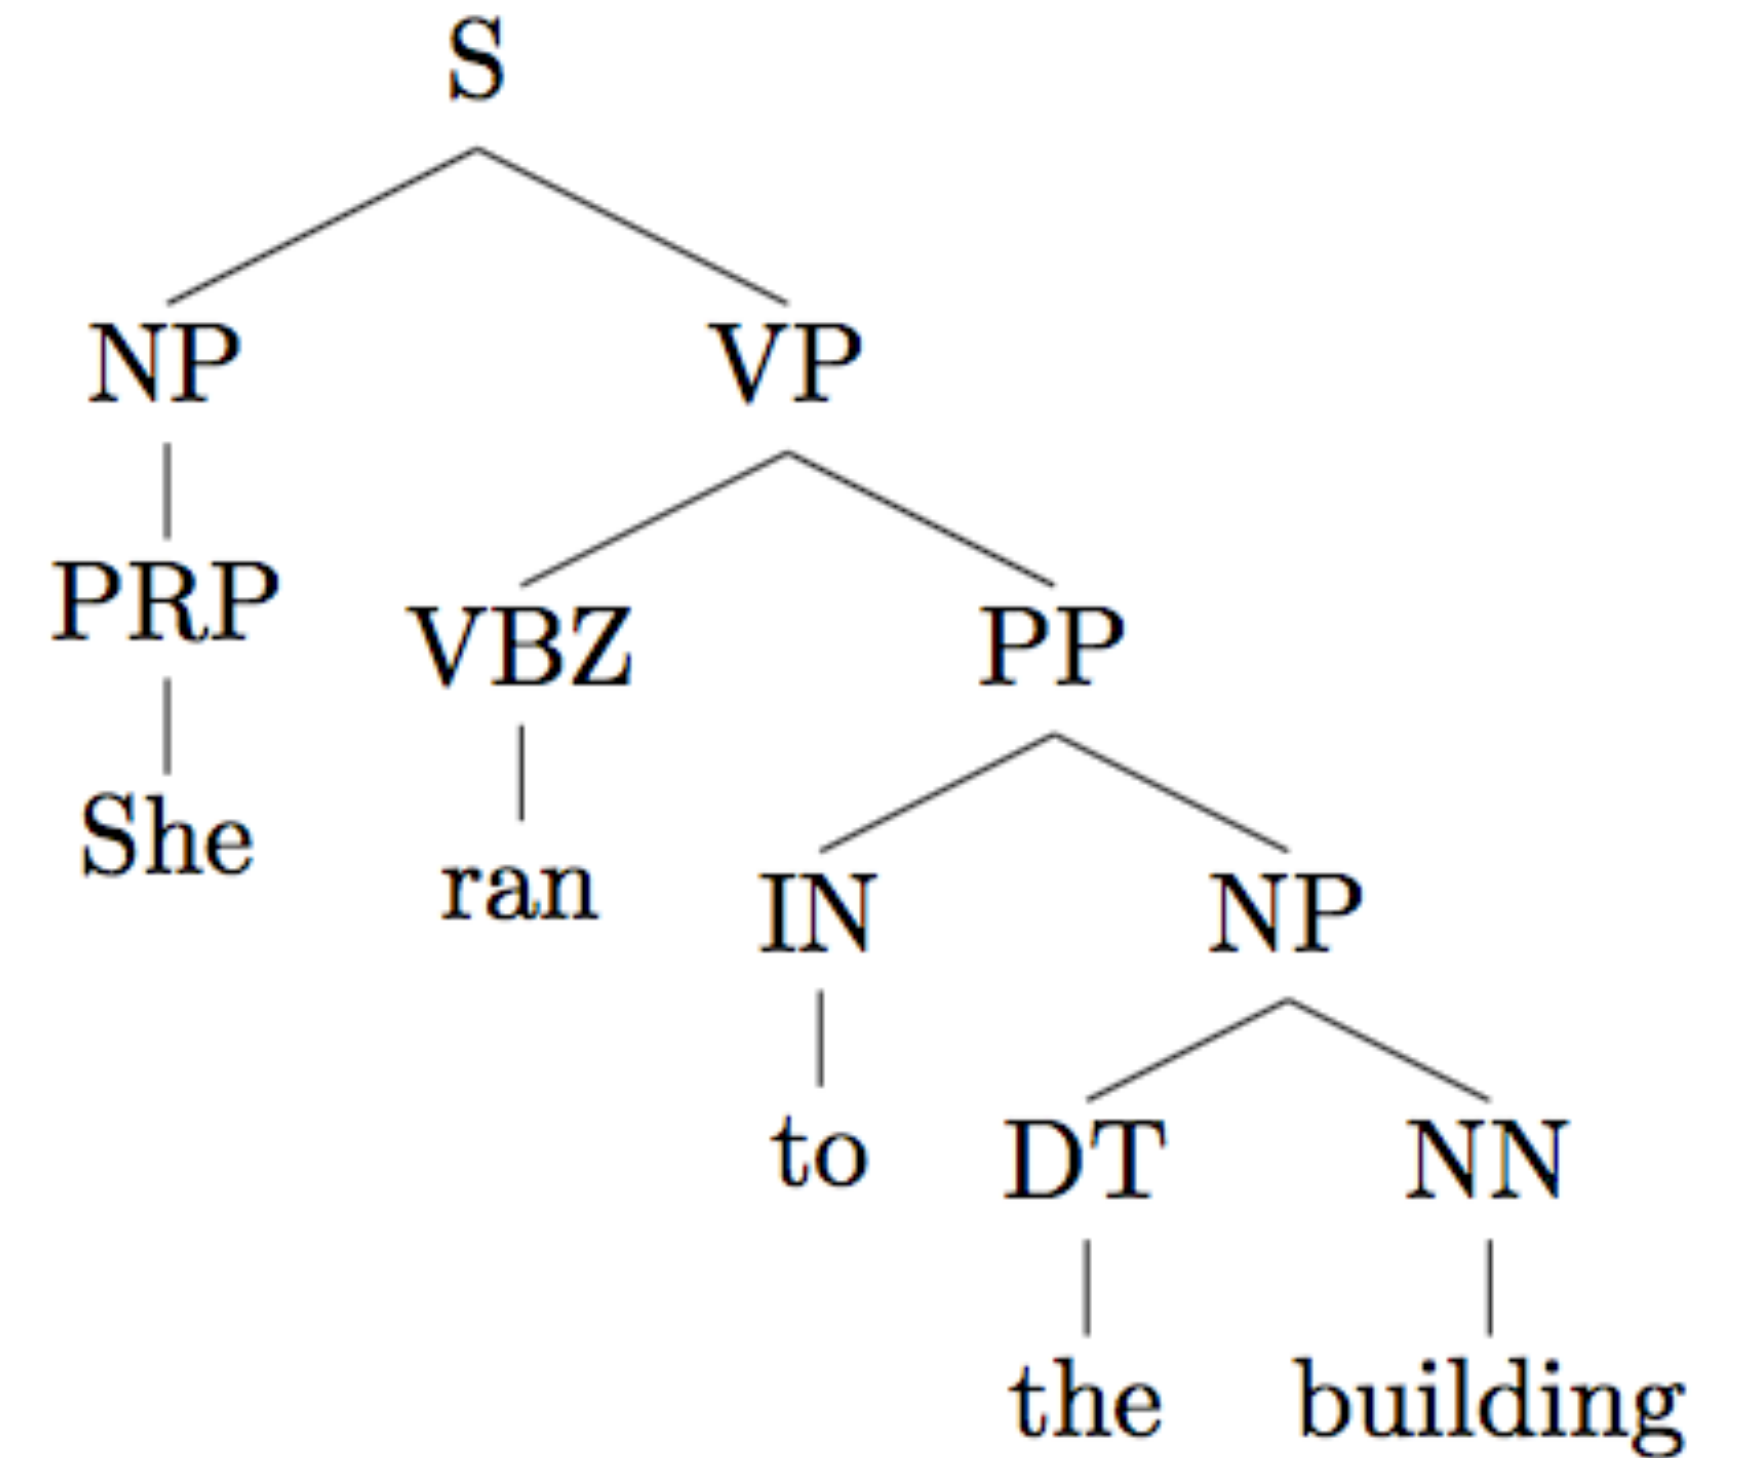 S
NP VP
PRP VBZ PP
She ran IN NP
to DT NN
the building